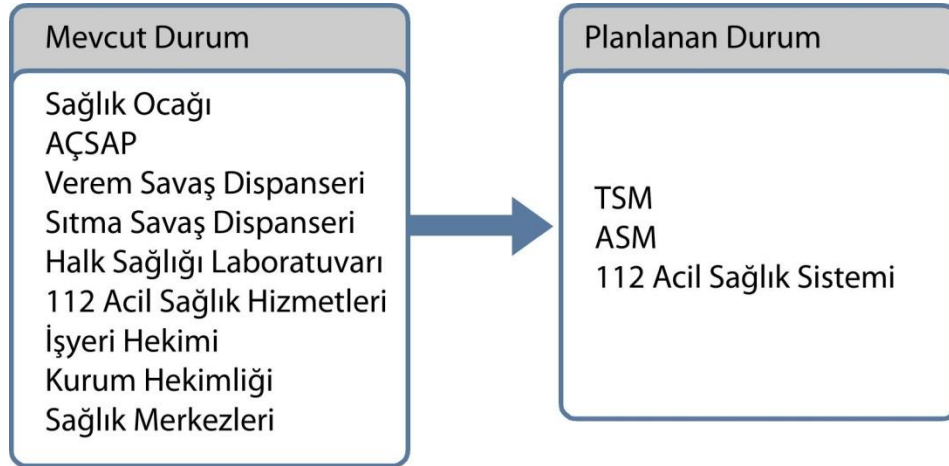 Mevcut Durum
Sağlık Ocağı
AÇSAP
Verem Savaş Dispanseri
Sıtma Savaş Dispanseri
Halk Sağlığı Laboratuvarı
112 Acil Sağlık Hizmetleri
İşyeri Hekimi
Kurum Hekimliği
Sağlık Merkezleri
Planlanan Durum
TSM
ASM
112 Acil Sağlık Sistemi